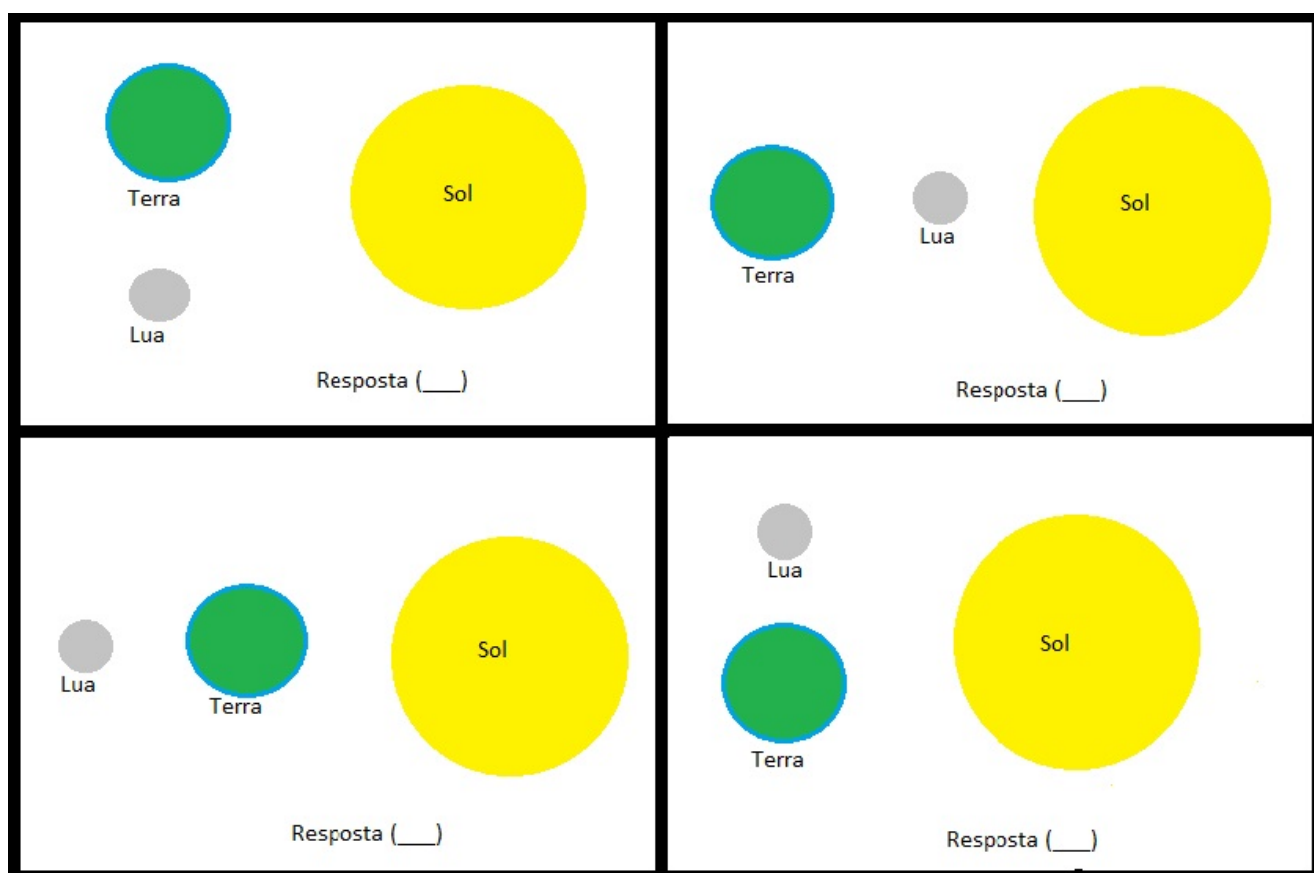 Terra
Sol
Lua
Resposta (___)
Sol
Lua
Terra
Resposta (___)
Sol
Lua
Terra
Resposta (___)
Lua
Sol
Terra
Resposta (___)